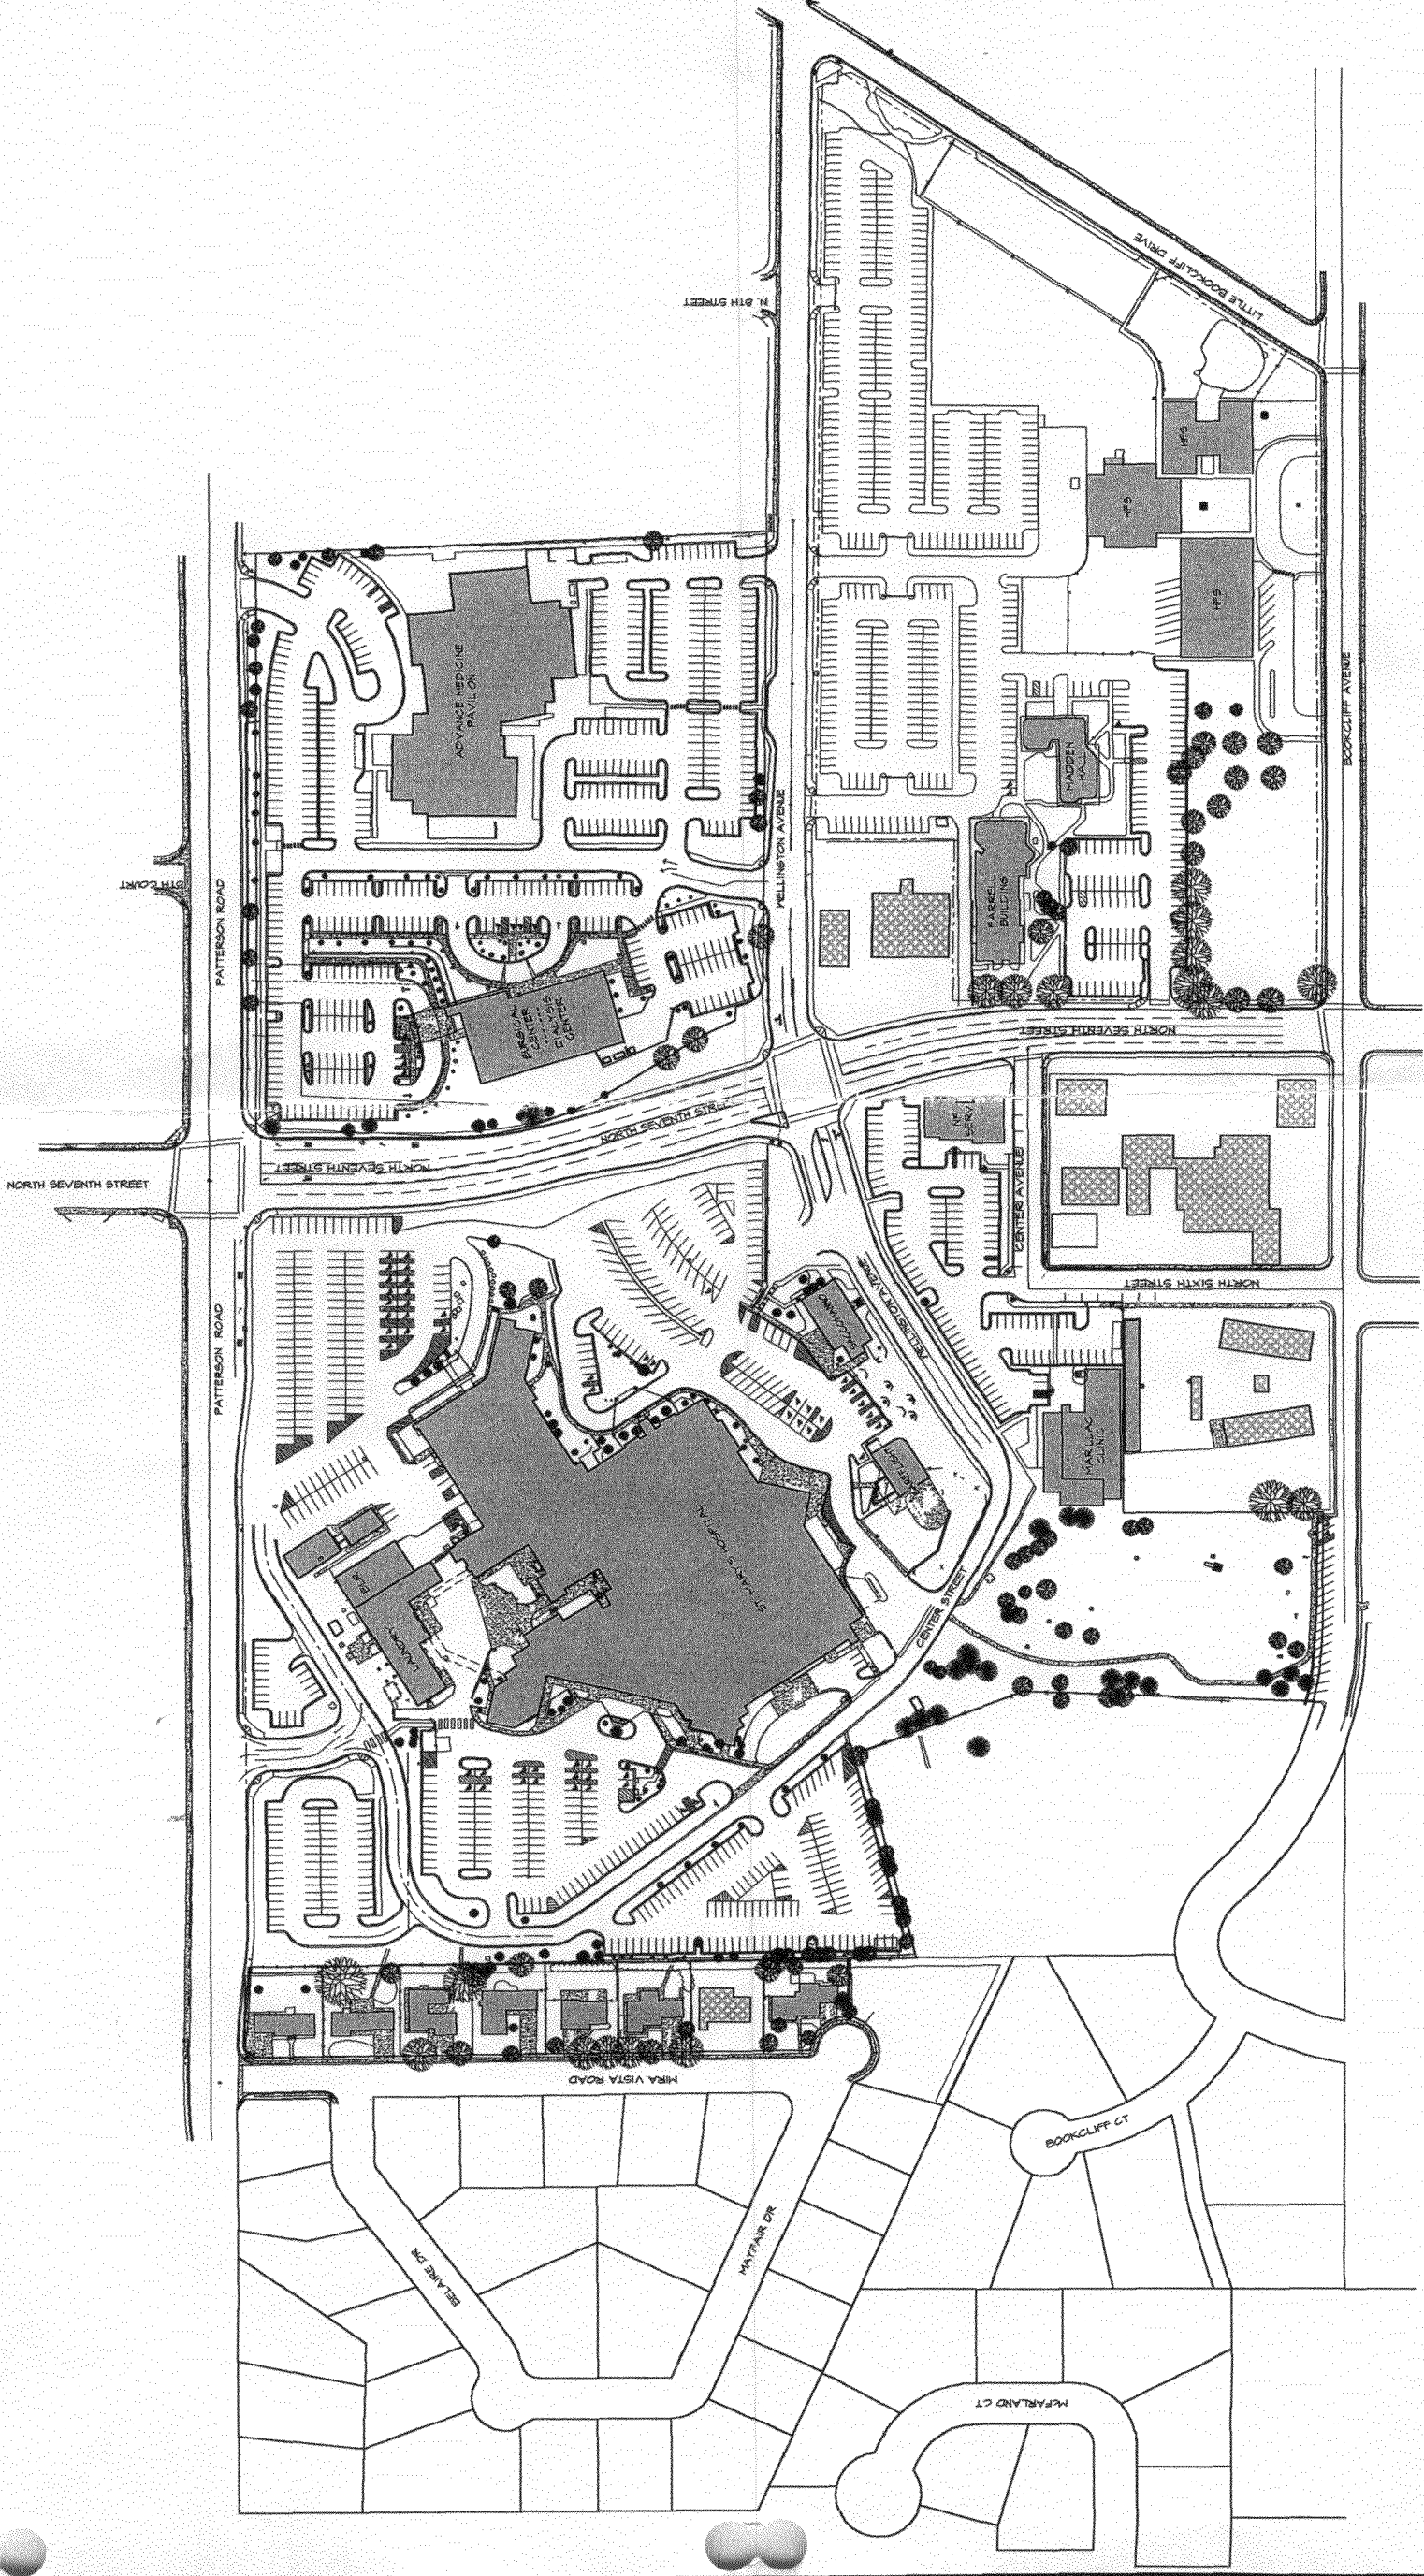 LITTLE BOOKCLIFF DRIVE
N. 8TH STREET
HFS
HFS
HFS
BOOKCLIFF AVENUE
ADVANCE MEDICINE
PAVILION
MADDEN
HALL
WELLINGTON AVENUE
8TH COURT
PATTERSON ROAD
FARRELL
BUILDING
SURGICAL
CENTER
DIALYSIS
CENTER
NORTH SEVENTH STREET
NORTH SEVENTH STREET
NORTH SEVENTH STREET
NORTH SEVENTH STREET
CENTER AVENUE
NORTH SIXTH STREET
WELLINGTON AVENUE
PATTERSON ROAD
MARILLAC
CLINIC
ST. MARY'S HOSPITAL
LAUNDRY
CENTER STREET
MIRA VISTA ROAD
BOOKCLIFF CT
BELAIRE DR
MAYFAIR DR
McFARLAND CT